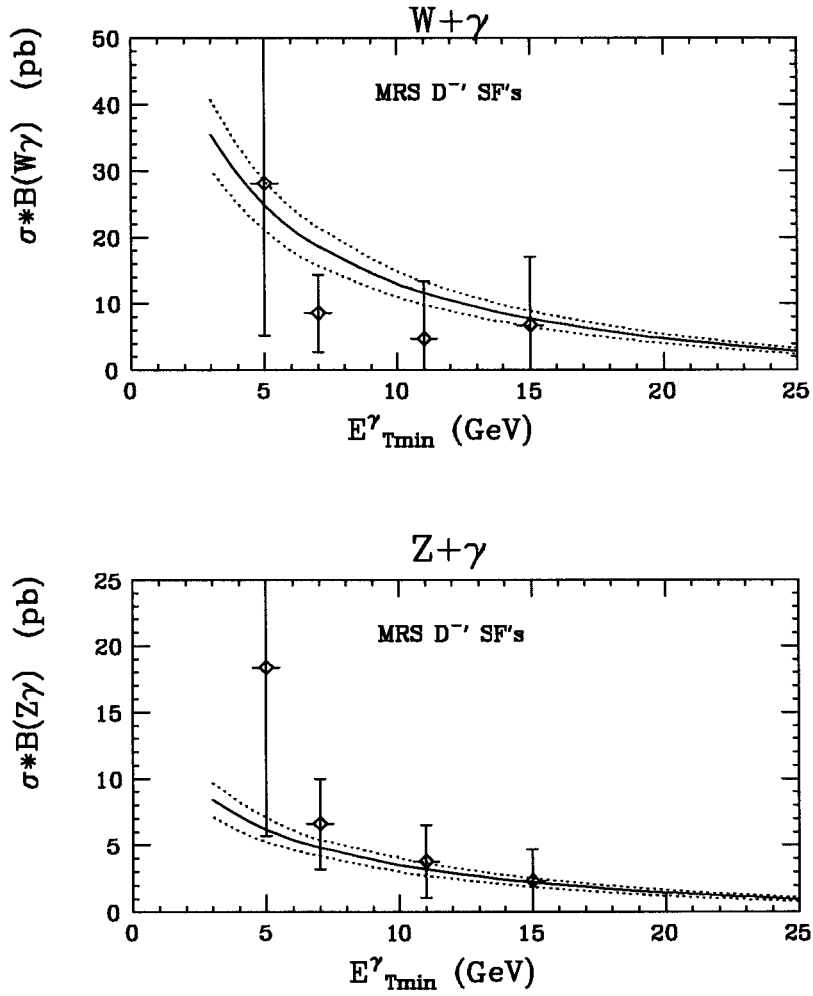 W+γ
σ*B(Wγ) (pb)
50
40
30
20
10
0
MRS D⁻′ SF's
0 5 10 15 20 25
E^γ_Tmin (GeV)
Z+γ
σ*B(Zγ) (pb)
25
20
15
10
5
0
MRS D⁻′ SF's
0 5 10 15 20 25
E^γ_Tmin (GeV)